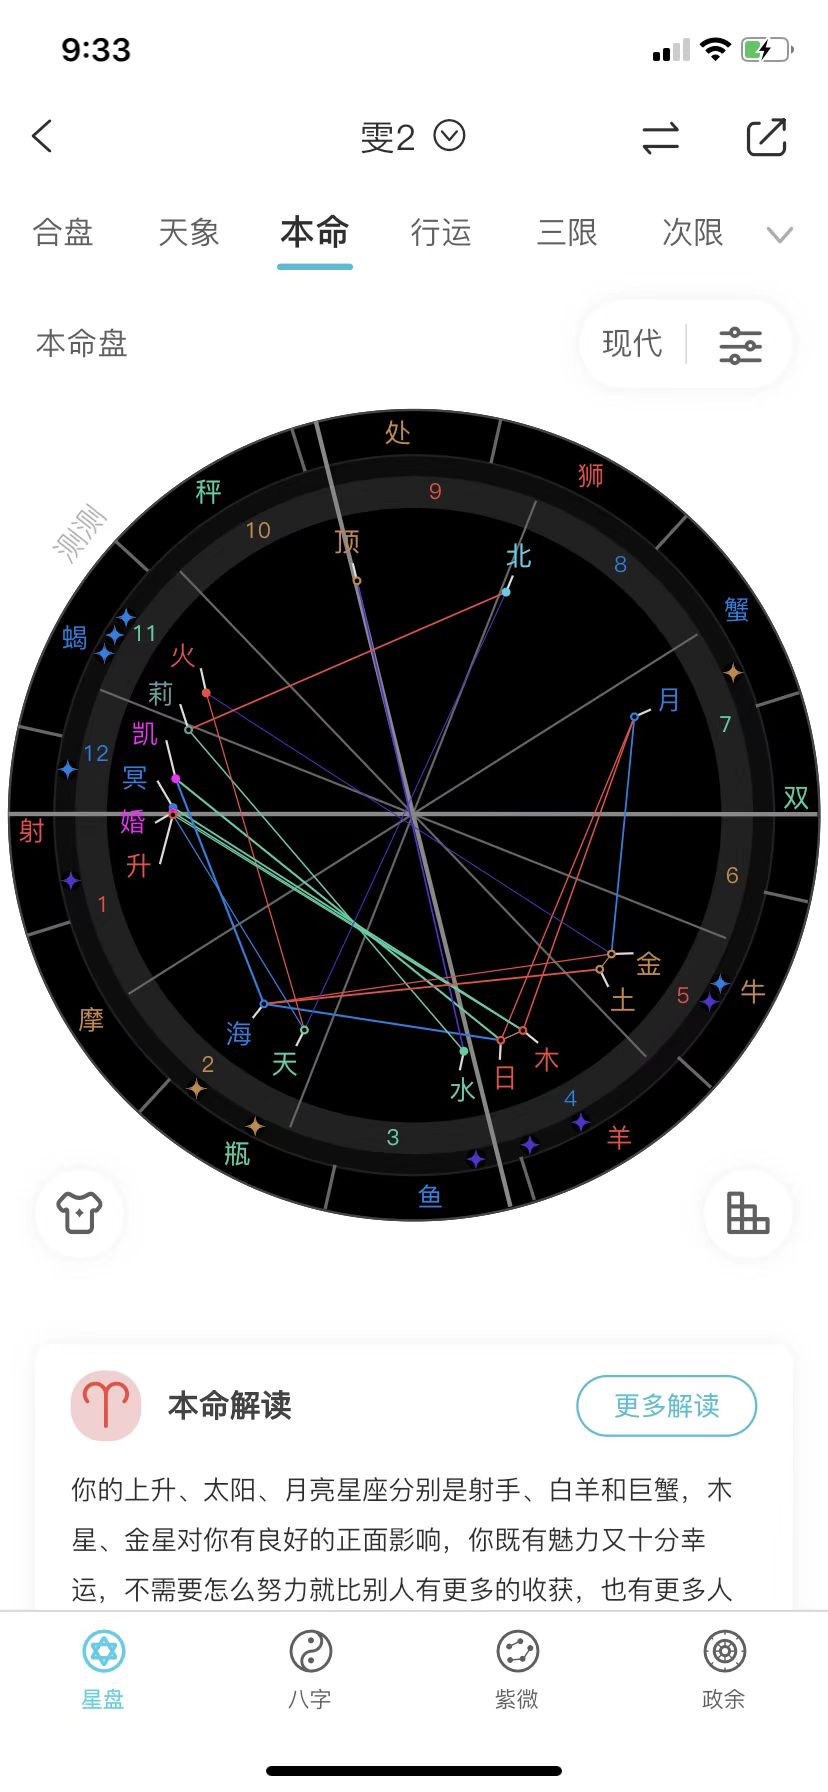 9:33
雯2
合盘 天象 本命 行运 三限 次限
本命盘
现代
测测
处
狮
秤
9
10
顶
北
8
蟹
蝎
11
火
莉
月
凯
7
12
冥
双
婚
射
升
6
1
金
土
5
牛
摩
海
天
木
日
水
2
4
3
羊
瓶
鱼
本命解读
更多解读
你的上升、太阳、月亮星座分别是射手、白羊和巨蟹，木
星、金星对你有良好的正面影响，你既有魅力又十分幸
运，不需要怎么努力就比别人有更多的收获，也有更多人
星盘 八字 紫微 政余